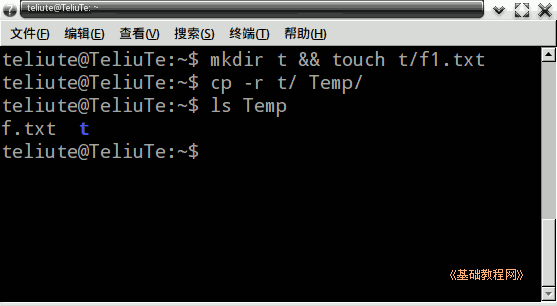 teliute@TeliuTe: ~
文件(F) 编辑(E) 查看(V) 搜索(S) 终端(T) 帮助(H)
teliute@TeliuTe:~$ mkdir t && touch t/f1.txt
teliute@TeliuTe:~$ cp -r t/ Temp/
teliute@TeliuTe:~$ ls Temp
f.txt t
teliute@TeliuTe:~$
《基础教程网》